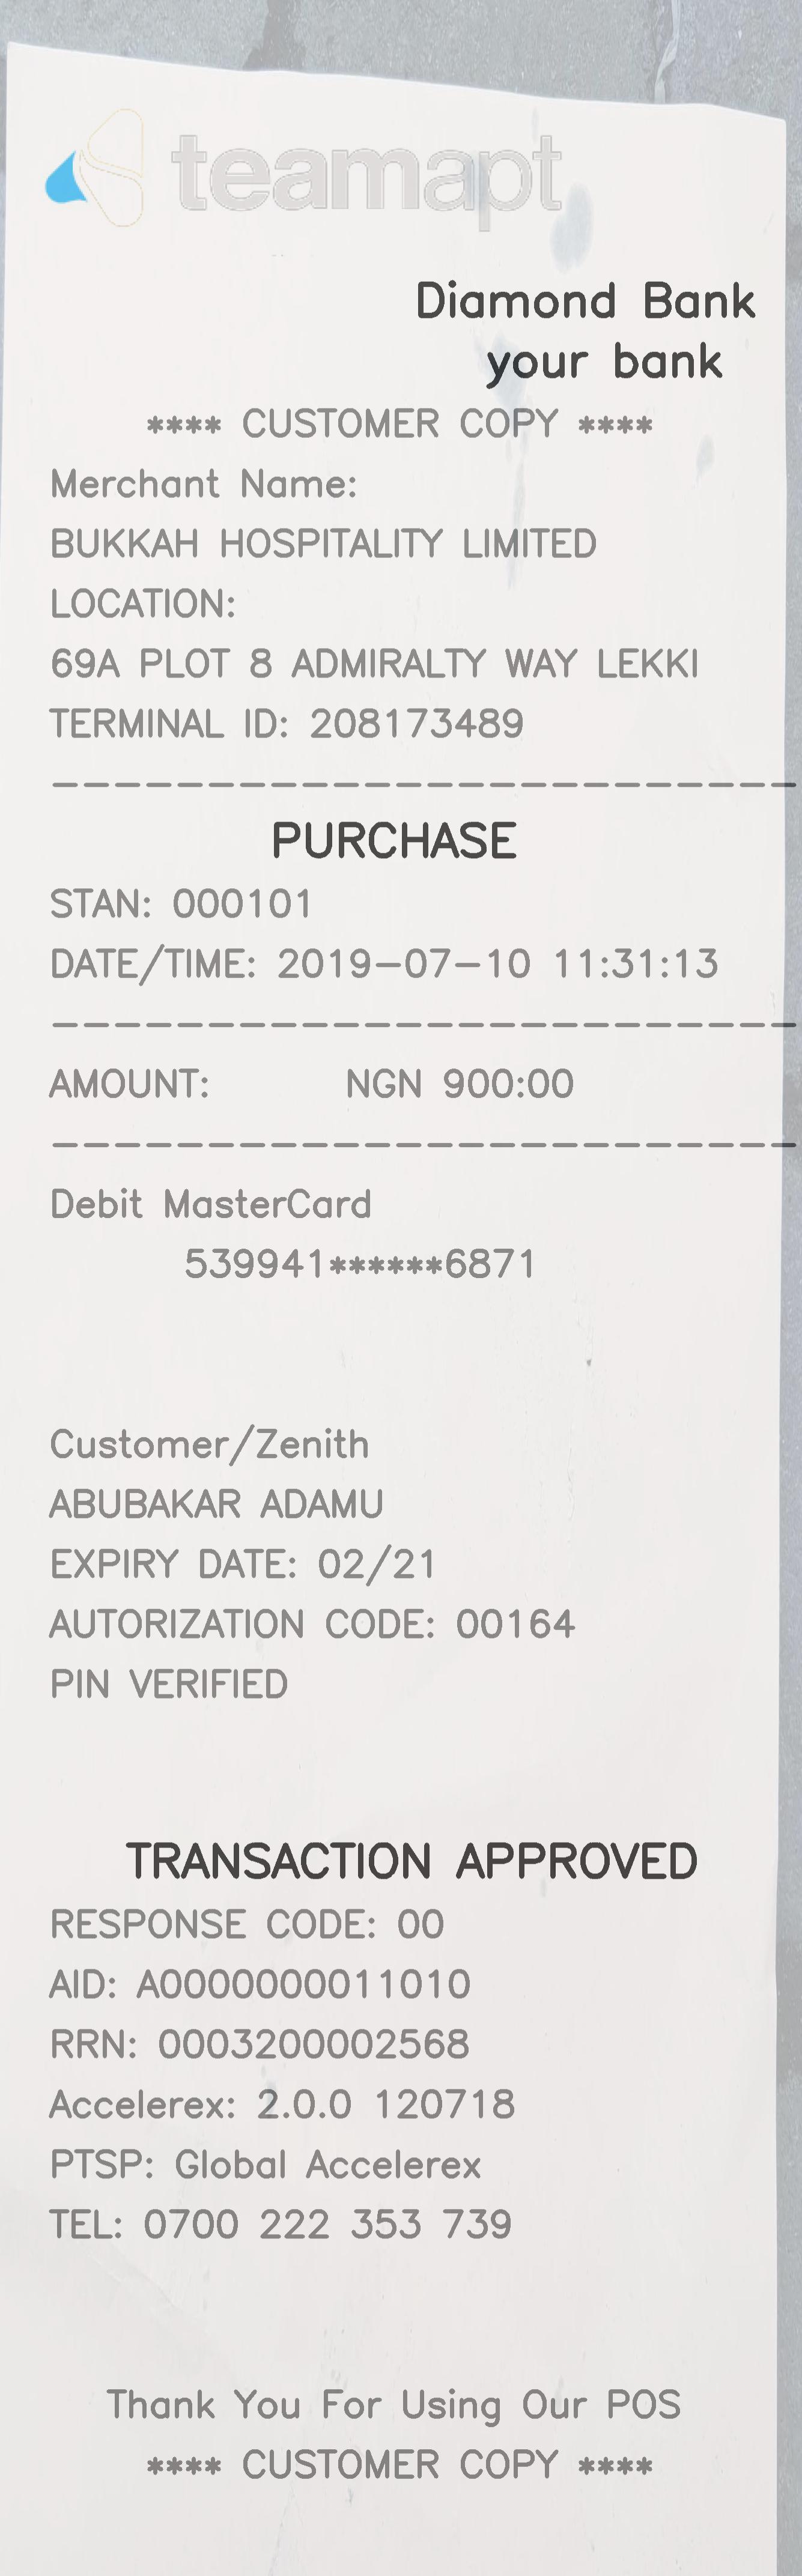 teamapt
Diamond Bank
your bank
**** CUSTOMER COPY ****
Merchant Name:
BUKKAH HOSPITALITY LIMITED
LOCATION:
69A PLOT 8 ADMIRALTY WAY LEKKI
TERMINAL ID: 208173489
------------------------
PURCHASE
STAN: 000101
DATE/TIME: 2019-07-10 11:31:13
------------------------
AMOUNT: NGN 900:00
------------------------
Debit MasterCard
539941******6871
Customer/Zenith
ABUBAKAR ADAMU
EXPIRY DATE: 02/21
AUTORIZATION CODE: 00164
PIN VERIFIED
TRANSACTION APPROVED
RESPONSE CODE: 00
AID: A0000000011010
RRN: 0003200002568
Accelerex: 2.0.0 120718
PTSP: Global Accelerex
TEL: 0700 222 353 739
Thank You For Using Our POS
**** CUSTOMER COPY ****